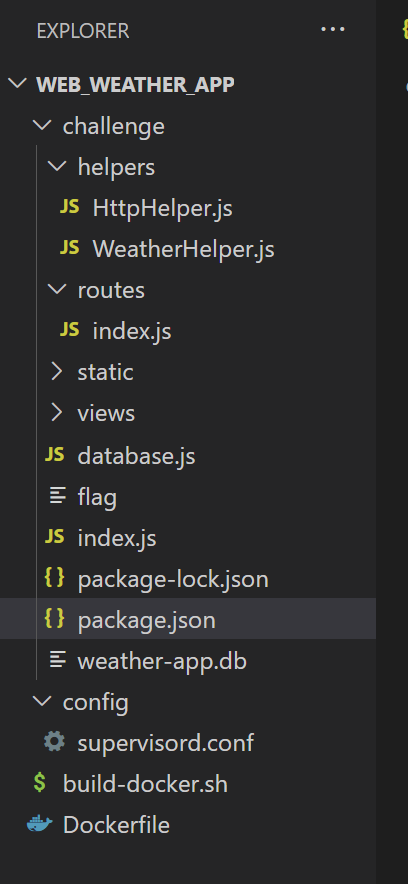 EXPLORER ...
WEB_WEATHER_APP
challenge
helpers
JS HttpHelper.js
JS WeatherHelper.js
routes
JS index.js
static
views
JS database.js
flag
JS index.js
{} package-lock.json
{} package.json
weather-app.db
config
supervisord.conf
$ build-docker.sh
Dockerfile